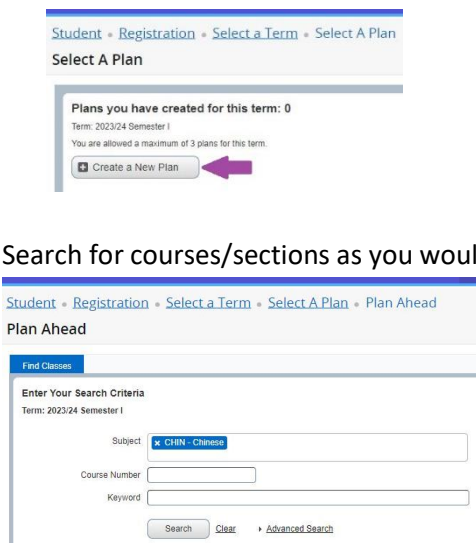 Student • Registration • Select a Term • Select A Plan
Select A Plan
Plans you have created for this term: 0
Term: 2023/24 Semester I
You are allowed a maximum of 3 plans for this term.
Create a New Plan
Search for courses/sections as you woul
Student • Registration • Select a Term • Select A Plan • Plan Ahead
Plan Ahead
Find Classes
Enter Your Search Criteria
Term: 2023/24 Semester I
Subject × CHIN - Chinese
Course Number
Keyword
Search Clear Advanced Search